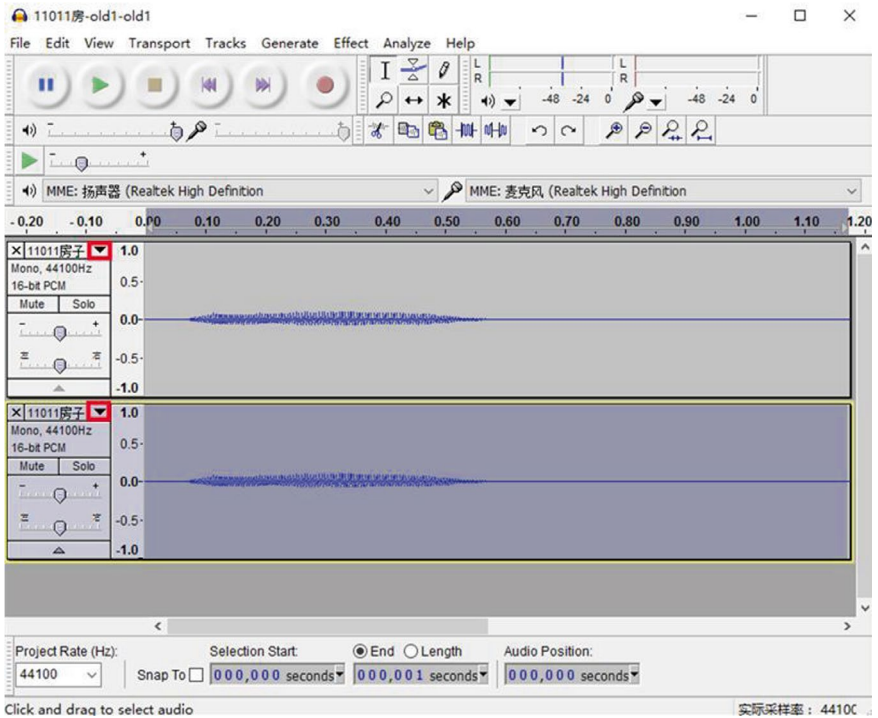 11011房-old1-old1
File Edit View Transport Tracks Generate Effect Analyze Help
L
R
-48 -24 0
L
R
-48 -24 0
MME: 扬声器 (Realtek High Definition
MME: 麦克风 (Realtek High Definition
-0.20 -0.10 0.00 0.10 0.20 0.30 0.40 0.50 0.60 0.70 0.80 0.90 1.00 1.10 1.20
11011房子
Mono, 44100Hz
16-bit PCM
Mute Solo
- +
左 右
1.0
0.5-
0.0-
-0.5-
-1.0
11011房子
Mono, 44100Hz
16-bit PCM
Mute Solo
- +
左 右
1.0
0.5-
0.0-
-0.5-
-1.0
Project Rate (Hz): Selection Start: End Length Audio Position:
44100 Snap To 000,000 seconds 000,001 seconds 000,000 seconds
Click and drag to select audio 实际采样率: 44100